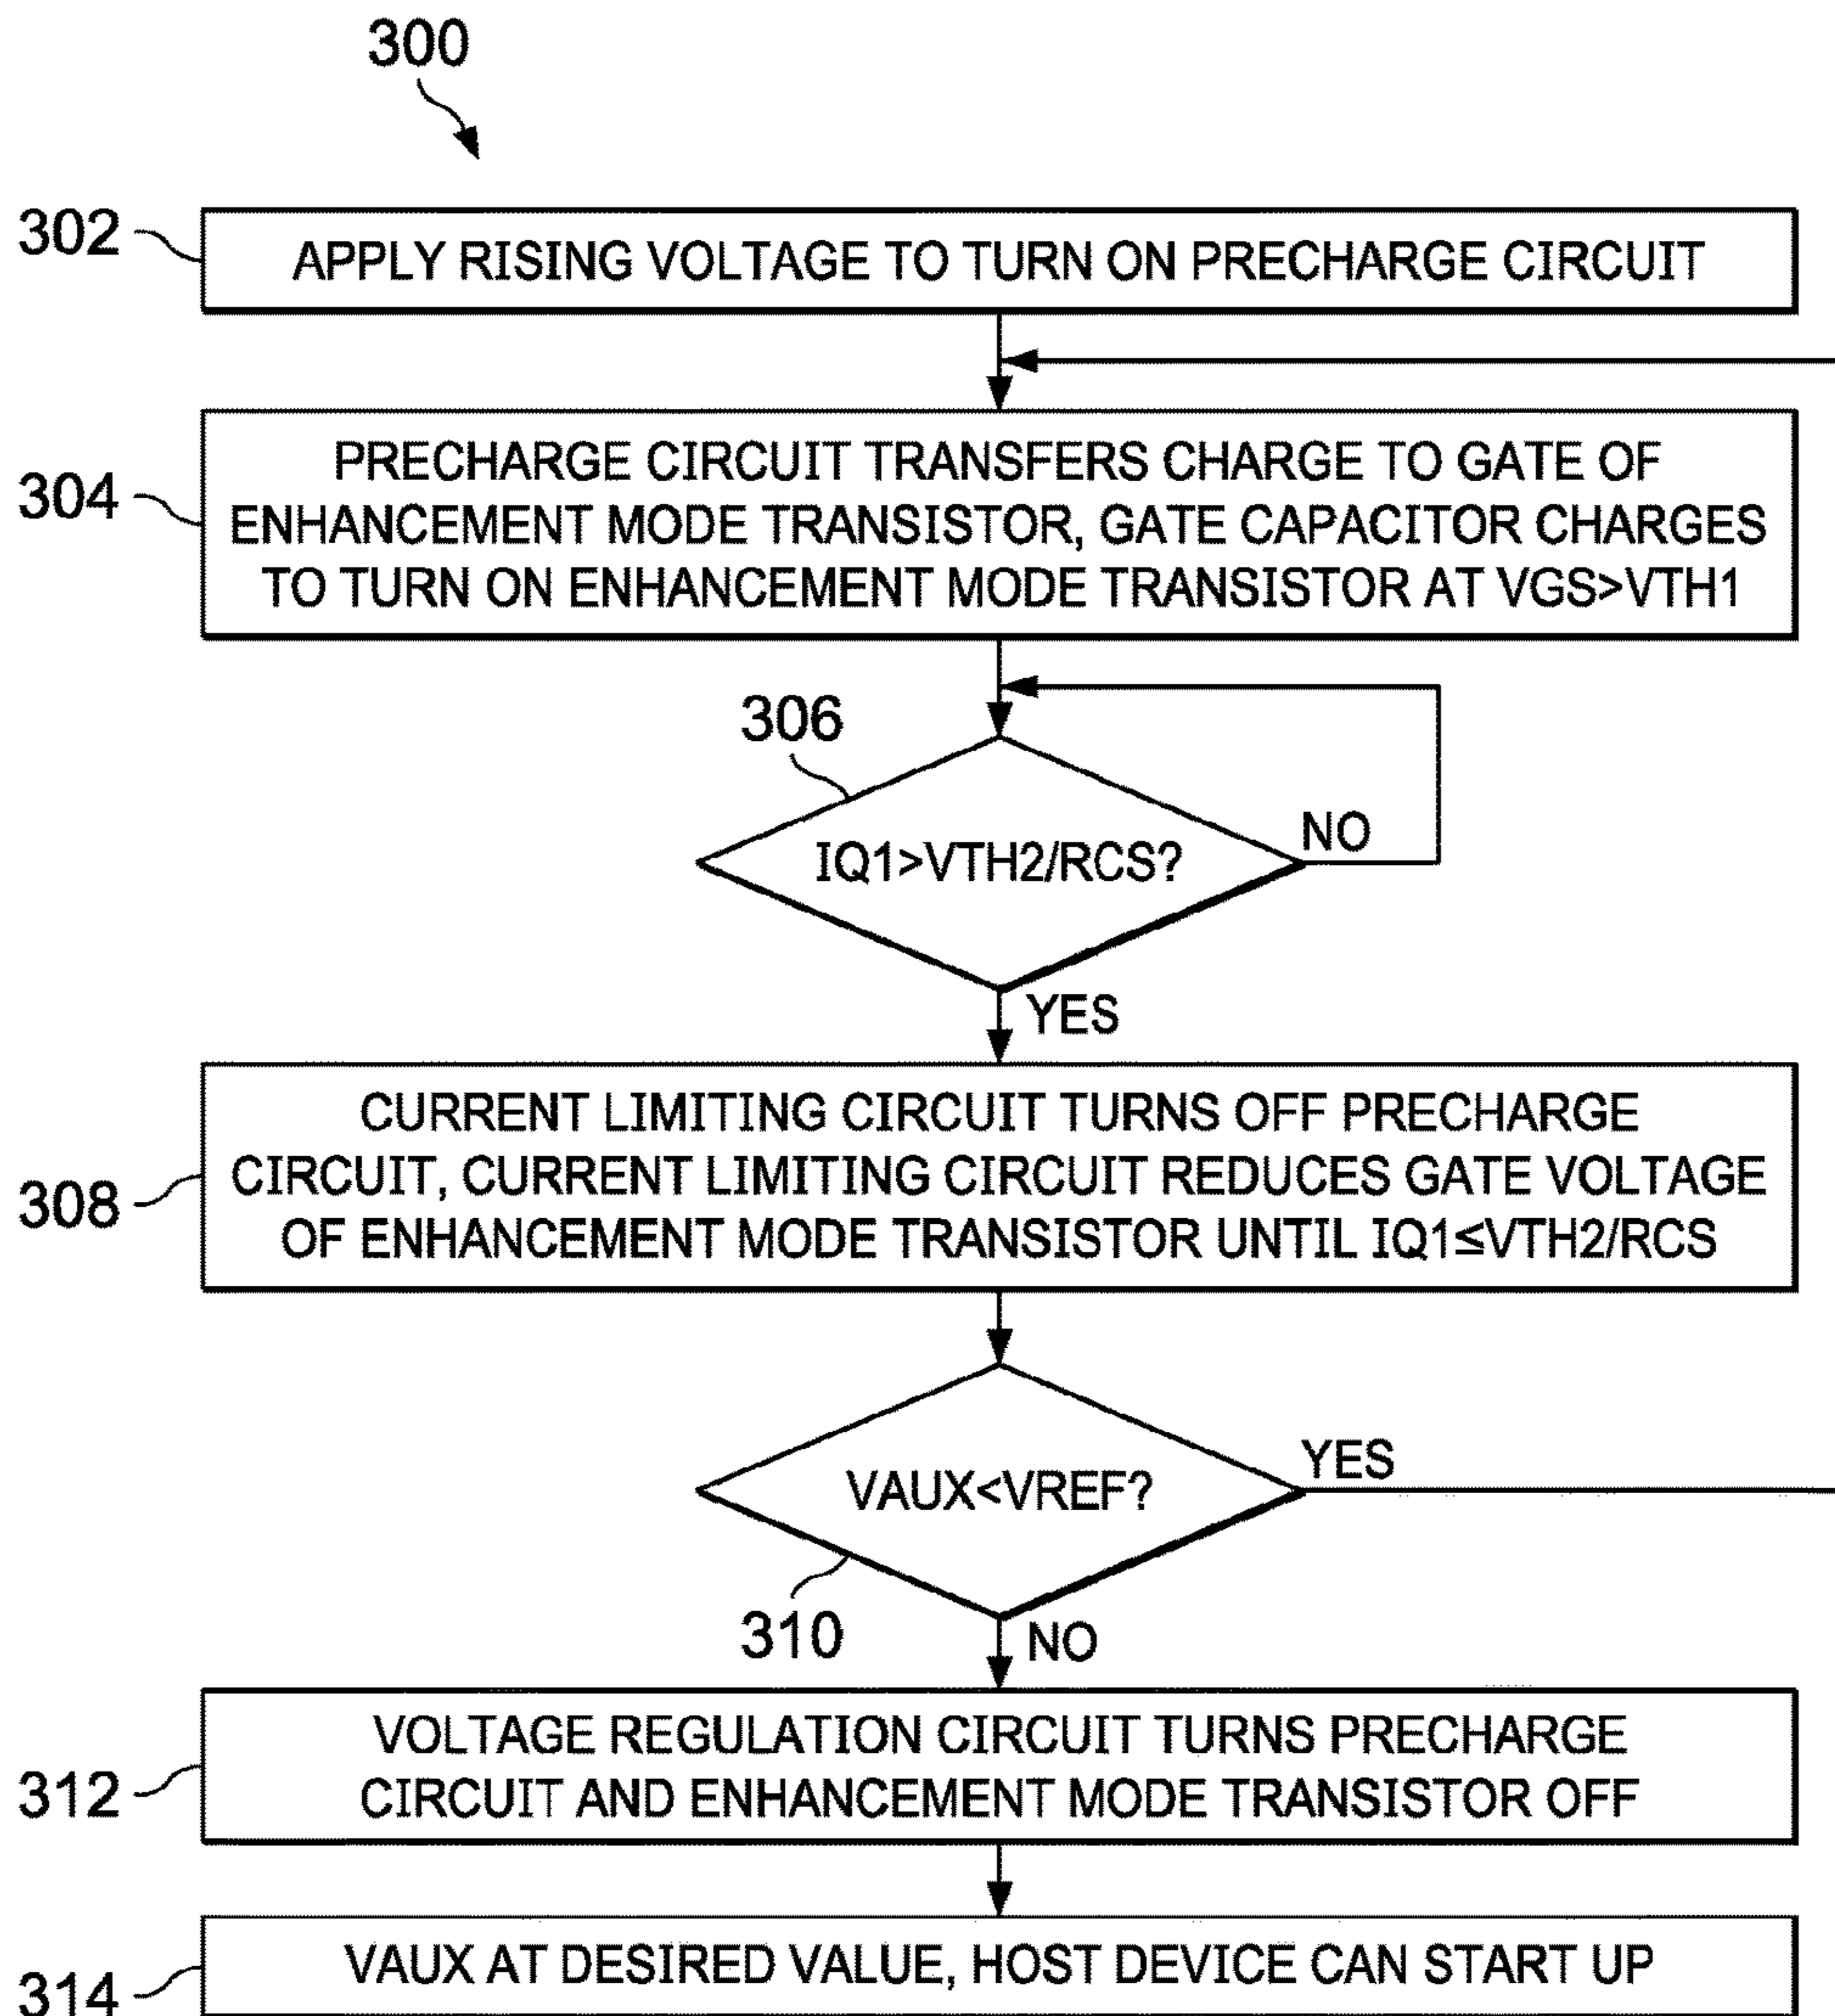 300
302
APPLY RISING VOLTAGE TO TURN ON PRECHARGE CIRCUIT
304
PRECHARGE CIRCUIT TRANSFERS CHARGE TO GATE OF
ENHANCEMENT MODE TRANSISTOR, GATE CAPACITOR CHARGES
TO TURN ON ENHANCEMENT MODE TRANSISTOR AT VGS>VTH1
306
IQ1>VTH2/RCS?
NO
YES
308
CURRENT LIMITING CIRCUIT TURNS OFF PRECHARGE
CIRCUIT, CURRENT LIMITING CIRCUIT REDUCES GATE VOLTAGE
OF ENHANCEMENT MODE TRANSISTOR UNTIL IQ1≤VTH2/RCS
VAUX<VREF?
YES
310
NO
312
VOLTAGE REGULATION CIRCUIT TURNS PRECHARGE
CIRCUIT AND ENHANCEMENT MODE TRANSISTOR OFF
314
VAUX AT DESIRED VALUE, HOST DEVICE CAN START UP